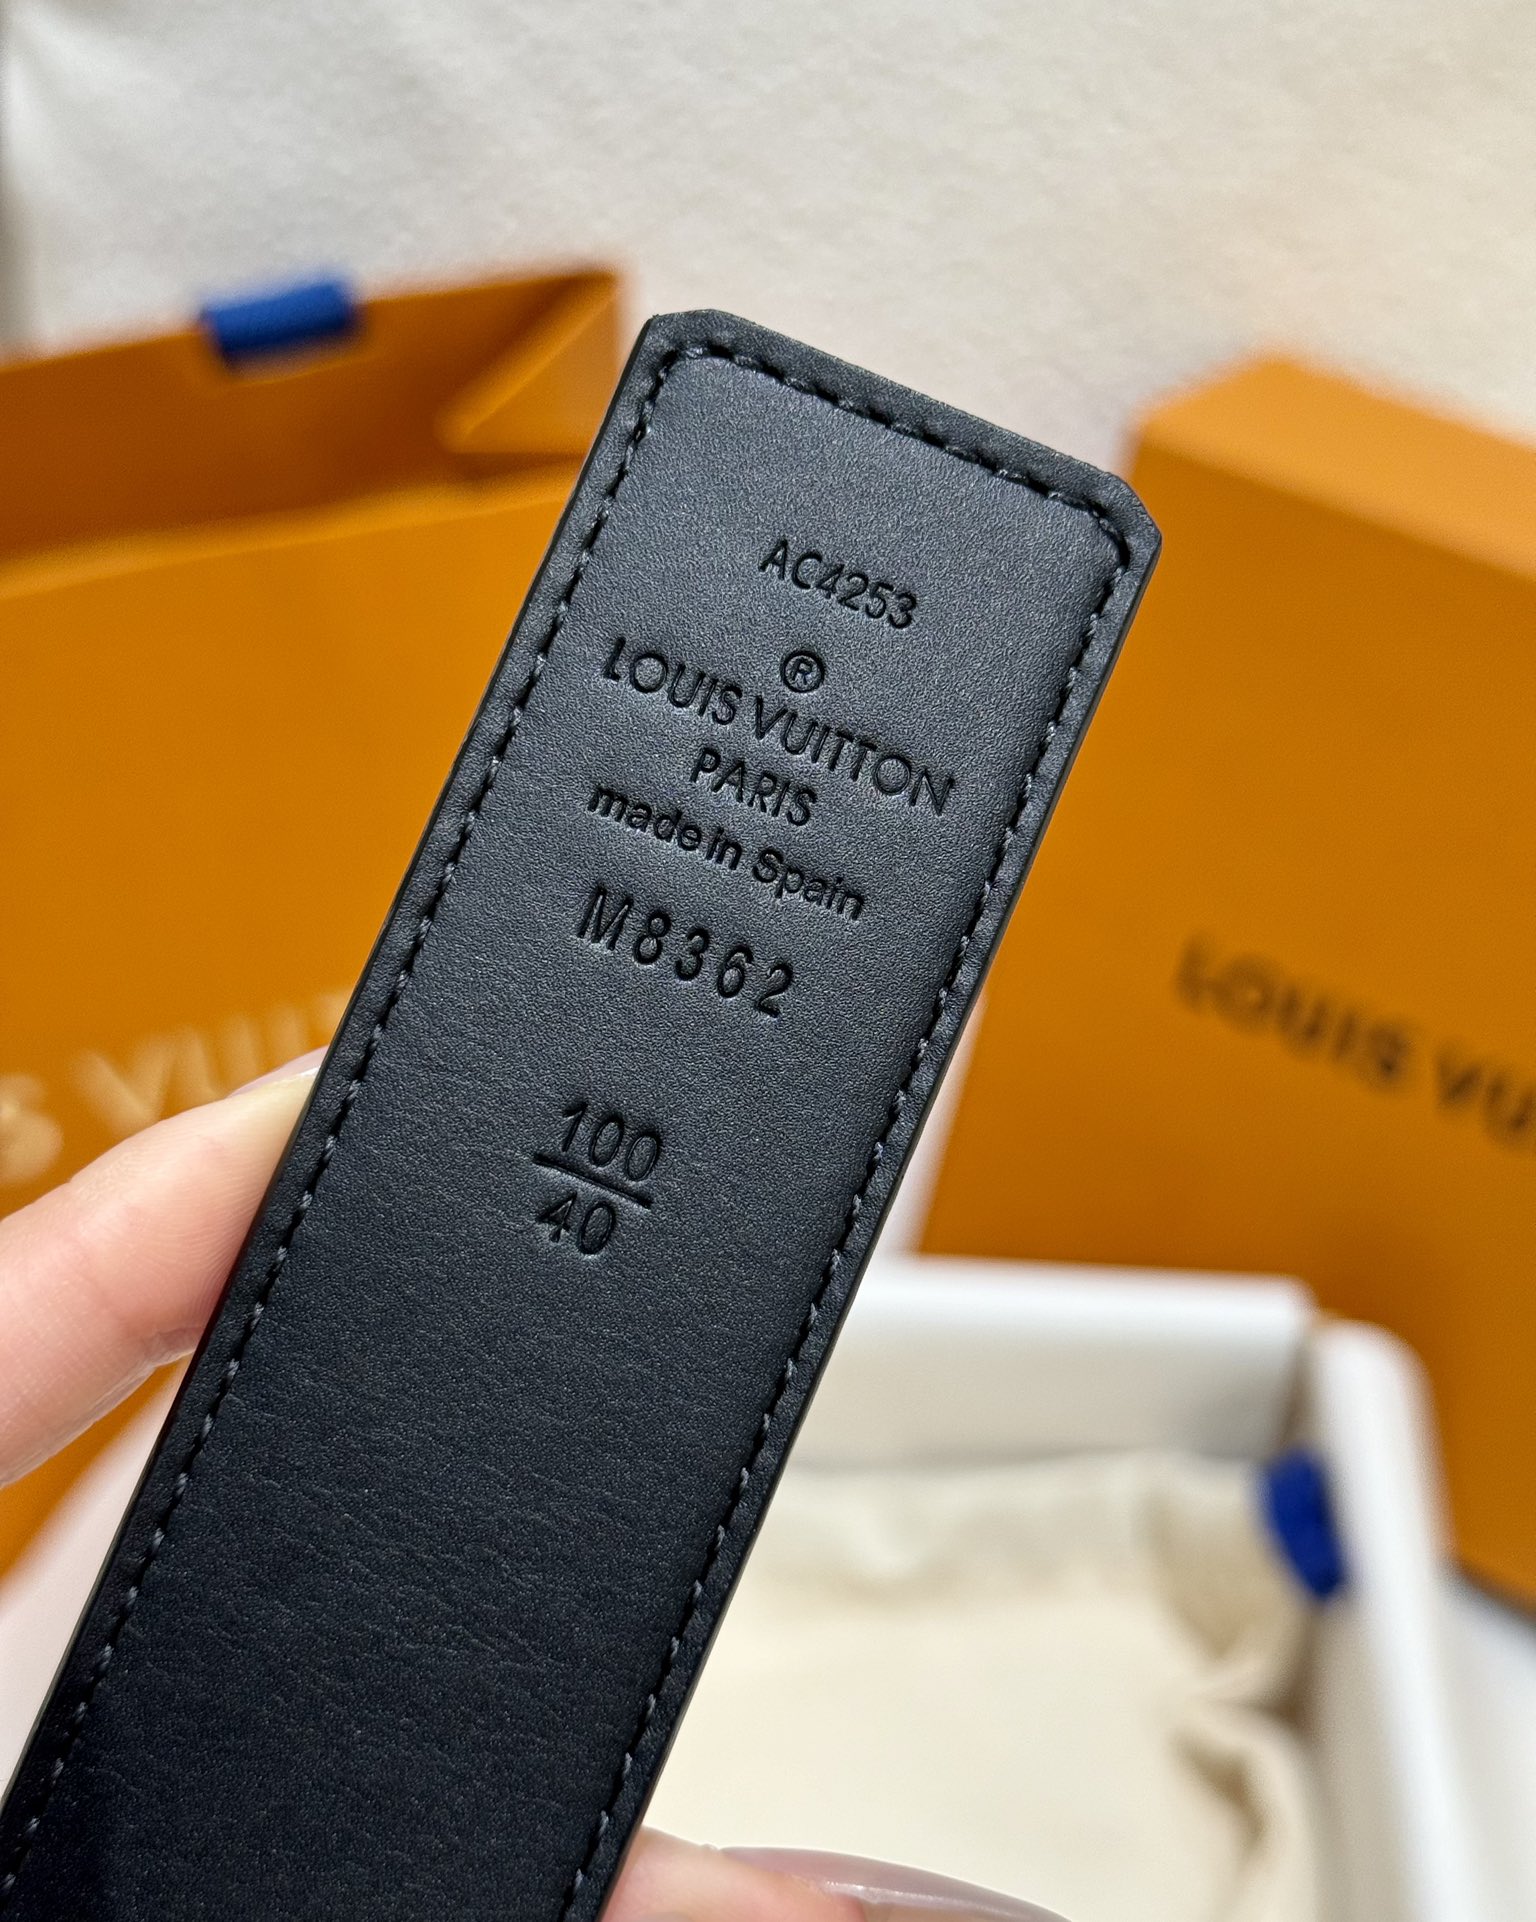 AC4253
®
LOUIS VUITTON
PARIS
made in Spain
M8362
100
40
S VUIT
LOUIS VU